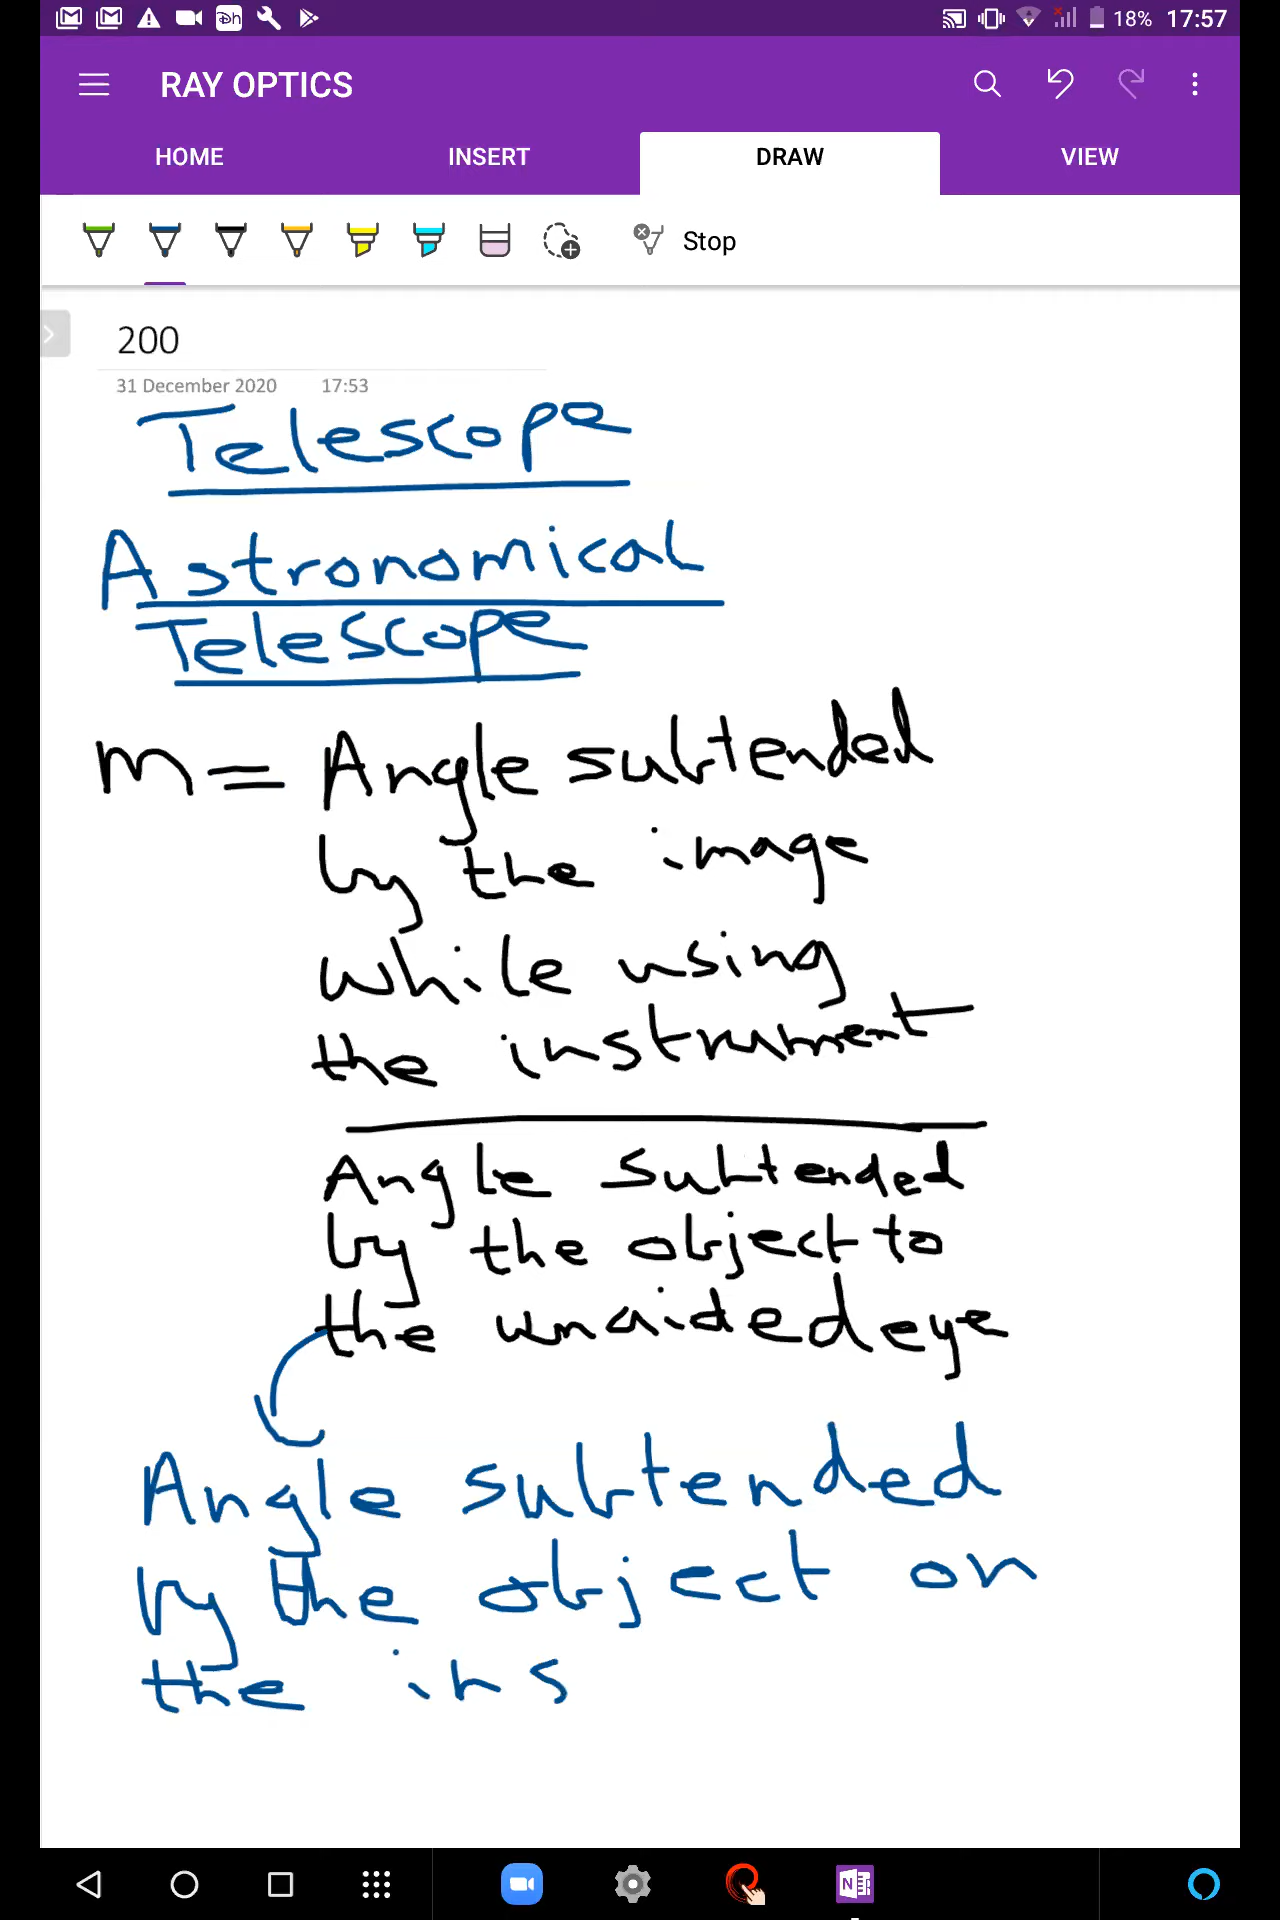 18% 17:57
RAY OPTICS
HOME INSERT DRAW VIEW
Stop
200
31 December 2020 17:53
Telescope
Astronomical
Telescope
m = Angle subtended
by the image
while using
the instrument
Angle subtended
by the object to
the unaided eye
Angle subtended
by the object on
the ins